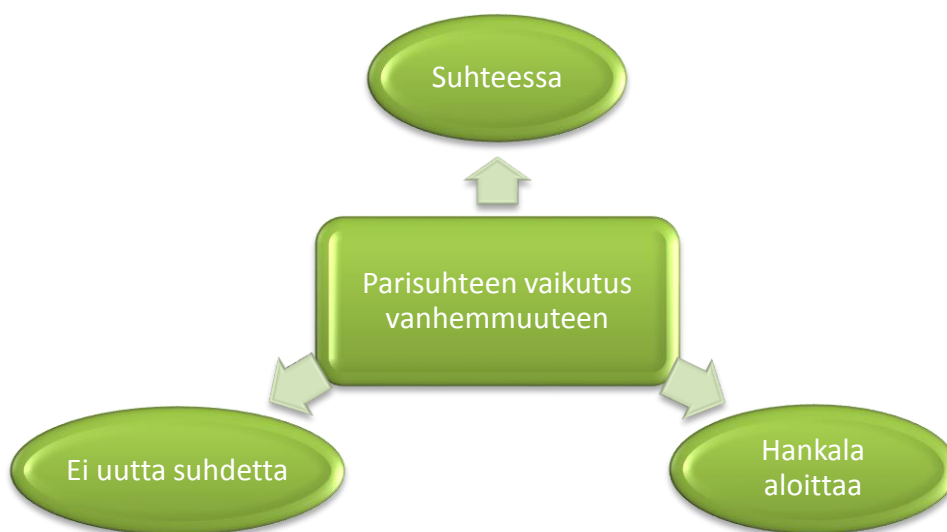 Suhteessa
Parisuhteen vaikutus
vanhemmuuteen
Ei uutta suhdetta
Hankala
aloittaa